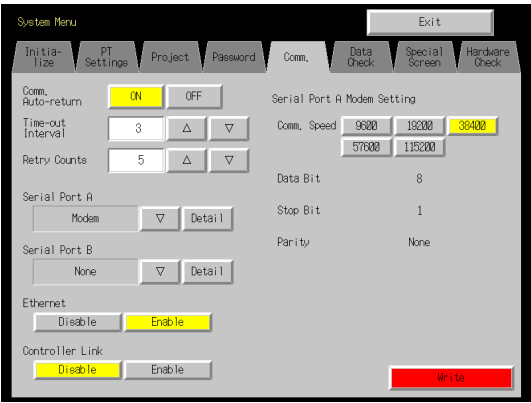 System Menu
Exit
Initia-
lize
PT
Settings
Project
Password
Comm.
Data
Check
Special
Screen
Hardware
Check
Comm.
Auto-return
ON
OFF
Time-out
Interval
3
△
▽
Retry Counts
5
△
▽
Serial Port A
Modem
▽
Detail
Serial Port B
None
▽
Detail
Ethernet
Disable
Enable
Controller Link
Disable
Enable
Serial Port A Modem Setting
Comm. Speed
9600
19200
38400
57600
115200
Data Bit
8
Stop Bit
1
Parity
None
Write